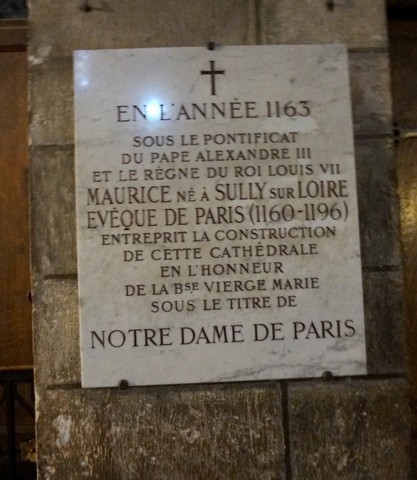 EN L'ANNÉE 1163
SOUS LE PONTIFICAT
DU PAPE ALEXANDRE III
ET LE RÈGNE DU ROI LOUIS VII
MAURICE NÉ À SULLY SUR LOIRE
EVÊQUE DE PARIS (1160-1196)
ENTREPRIT LA CONSTRUCTION
DE CETTE CATHÉDRALE
EN L'HONNEUR
DE LA BSE VIERGE MARIE
SOUS LE TITRE DE
NOTRE DAME DE PARIS